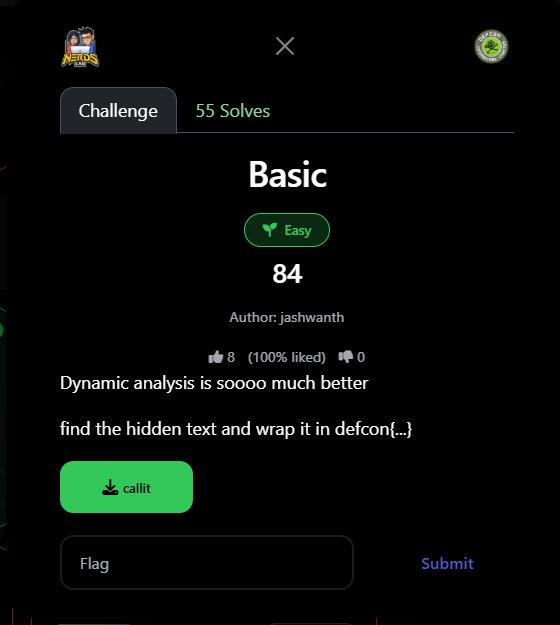 NERDS
Challenge
55 Solves
Basic
Easy
84
Author: jashwanth
8 (100% liked) 0
Dynamic analysis is soooo much better
find the hidden text and wrap it in defcon{...}
callit
Flag
Submit